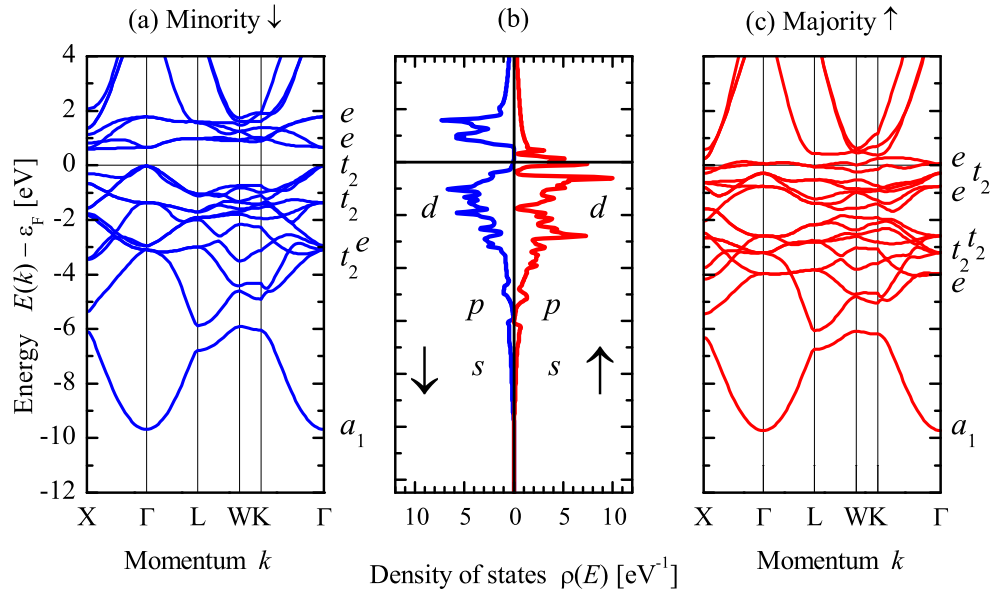 (a) Minority ↓
(b)
(c) Majority ↑
Energy E(k) − ε_F [eV]
4
2
0
-2
-4
-6
-8
-10
-12
e
e
t_2
t_2
e
t_2
a_1
X Γ L W K Γ
Momentum k
d
d
p
p
s
s
↓
↑
10 5 0 5 10
Density of states ρ(E) [eV^-1]
e
t_2
e
t_2
t_2
e
a_1
X Γ L W K Γ
Momentum k